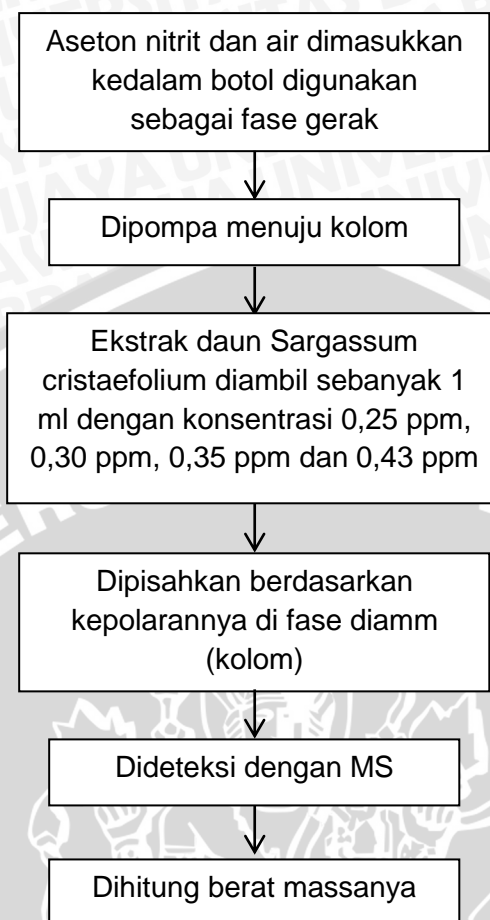 Aseton nitrit dan air dimasukkan
kedalam botol digunakan
sebagai fase gerak
Dipompa menuju kolom
Ekstrak daun Sargassum
cristaefolium diambil sebanyak 1
ml dengan konsentrasi 0,25 ppm,
0,30 ppm, 0,35 ppm dan 0,43 ppm
Dipisahkan berdasarkan
kepolarannya di fase diamm
(kolom)
Dideteksi dengan MS
Dihitung berat massanya